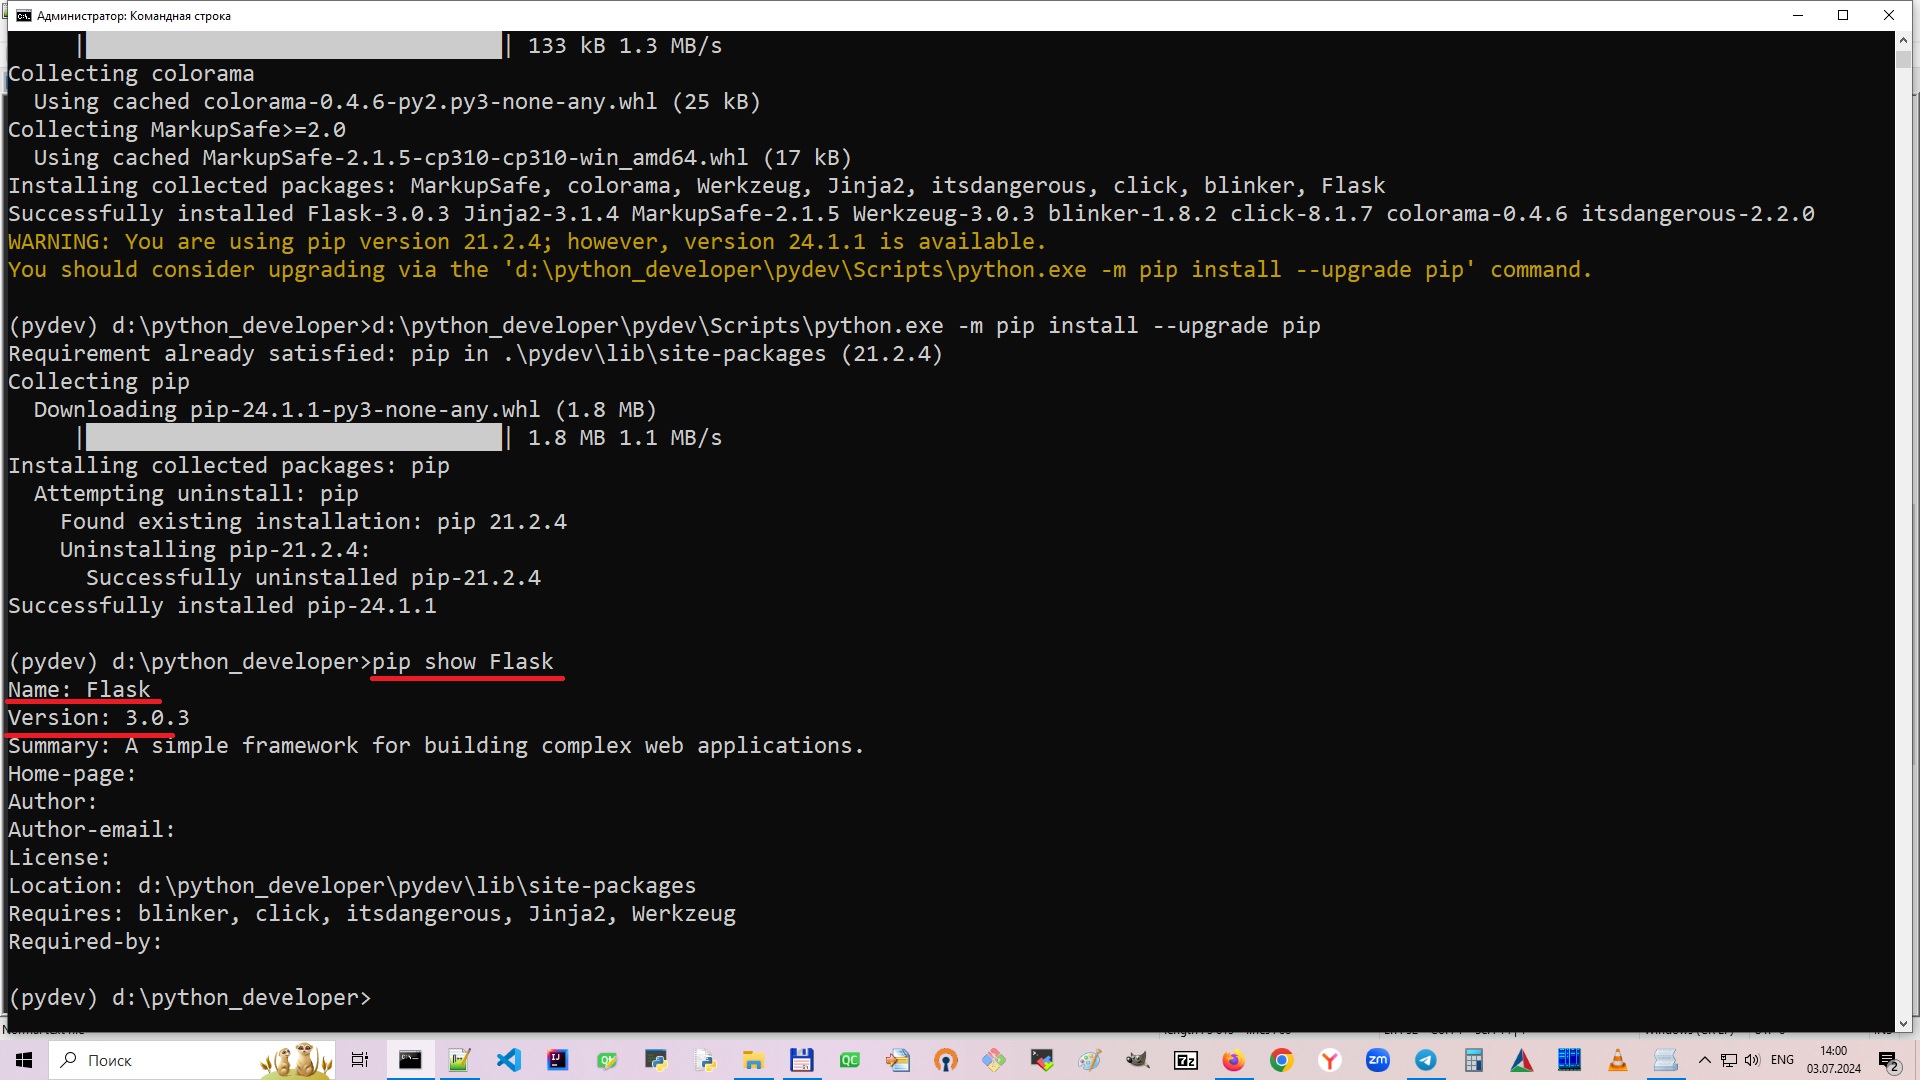 Администратор: Командная строка
133 kB 1.3 MB/s
Collecting colorama
Using cached colorama-0.4.6-py2.py3-none-any.whl (25 kB)
Collecting MarkupSafe>=2.0
Using cached MarkupSafe-2.1.5-cp310-cp310-win_amd64.whl (17 kB)
Installing collected packages: MarkupSafe, colorama, Werkzeug, Jinja2, itsdangerous, click, blinker, Flask
Successfully installed Flask-3.0.3 Jinja2-3.1.4 MarkupSafe-2.1.5 Werkzeug-3.0.3 blinker-1.8.2 click-8.1.7 colorama-0.4.6 itsdangerous-2.2.0
WARNING: You are using pip version 21.2.4; however, version 24.1.1 is available.
You should consider upgrading via the 'd:\python_developer\pydev\Scripts\python.exe -m pip install --upgrade pip' command.
(pydev) d:\python_developer>d:\python_developer\pydev\Scripts\python.exe -m pip install --upgrade pip
Requirement already satisfied: pip in .\pydev\lib\site-packages (21.2.4)
Collecting pip
Downloading pip-24.1.1-py3-none-any.whl (1.8 MB)
1.8 MB 1.1 MB/s
Installing collected packages: pip
Attempting uninstall: pip
Found existing installation: pip 21.2.4
Uninstalling pip-21.2.4:
Successfully uninstalled pip-21.2.4
Successfully installed pip-24.1.1
(pydev) d:\python_developer>pip show Flask
Name: Flask
Version: 3.0.3
Summary: A simple framework for building complex web applications.
Home-page:
Author:
Author-email:
License:
Location: d:\python_developer\pydev\lib\site-packages
Requires: blinker, click, itsdangerous, Jinja2, Werkzeug
Required-by:
(pydev) d:\python_developer>
Поиск
ENG
14:00
03.07.2024
2